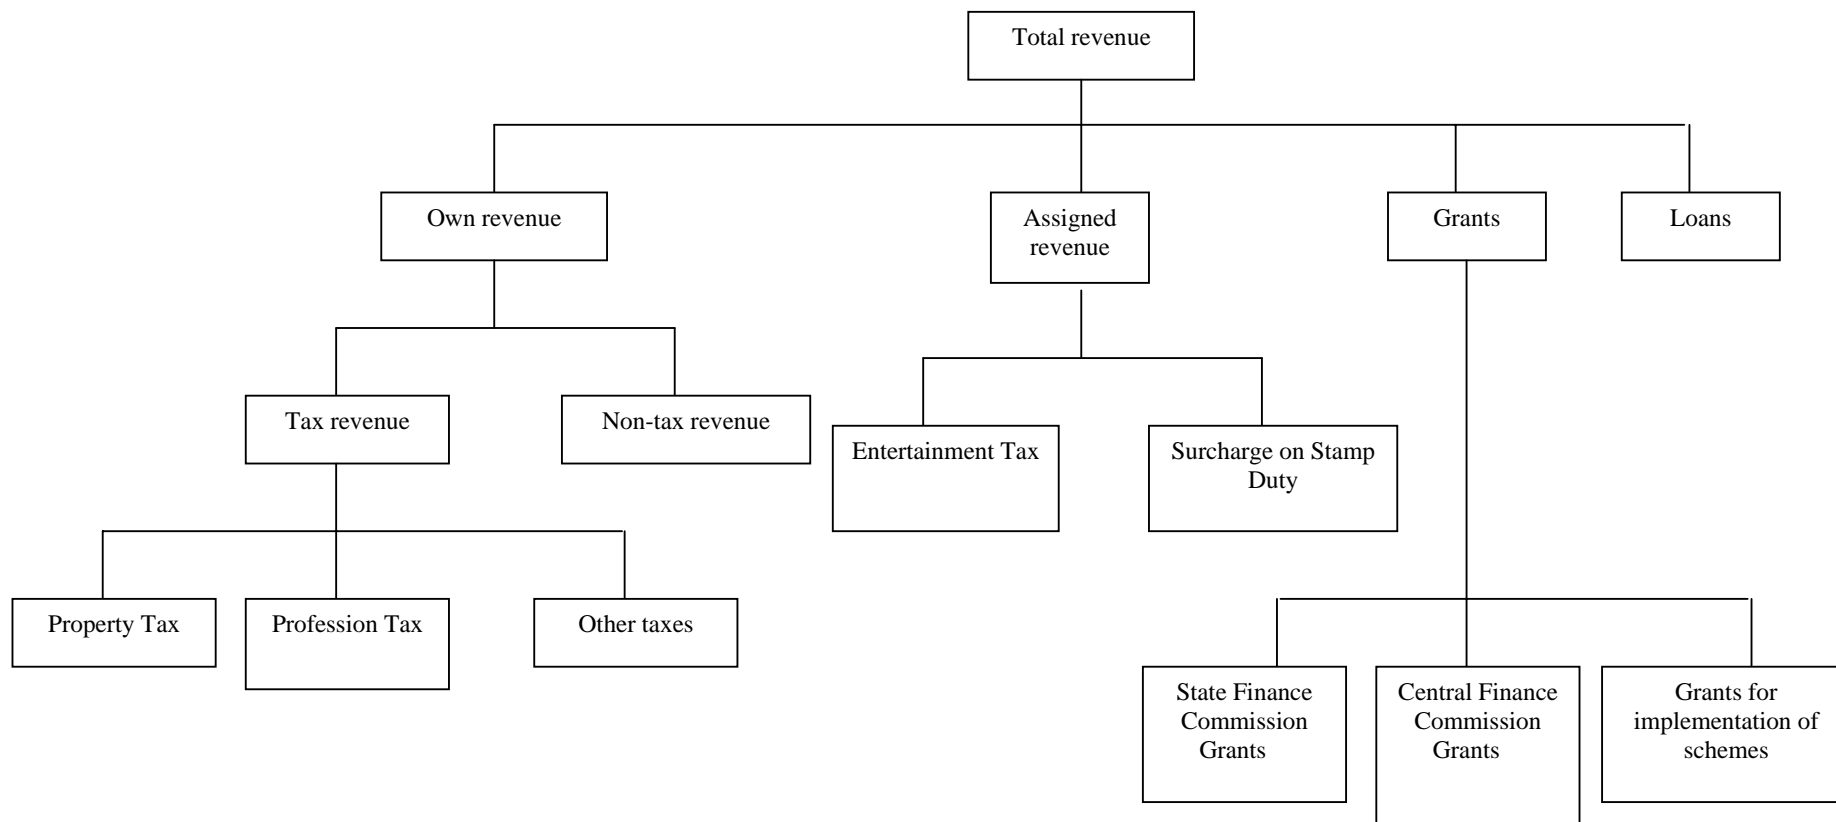 Total revenue
Own revenue
Assigned
revenue
Grants
Loans
Tax revenue
Non-tax revenue
Entertainment Tax
Surcharge on Stamp
Duty
Property Tax
Profession Tax
Other taxes
State Finance
Commission
Grants
Central Finance
Commission
Grants
Grants for
implementation of
schemes